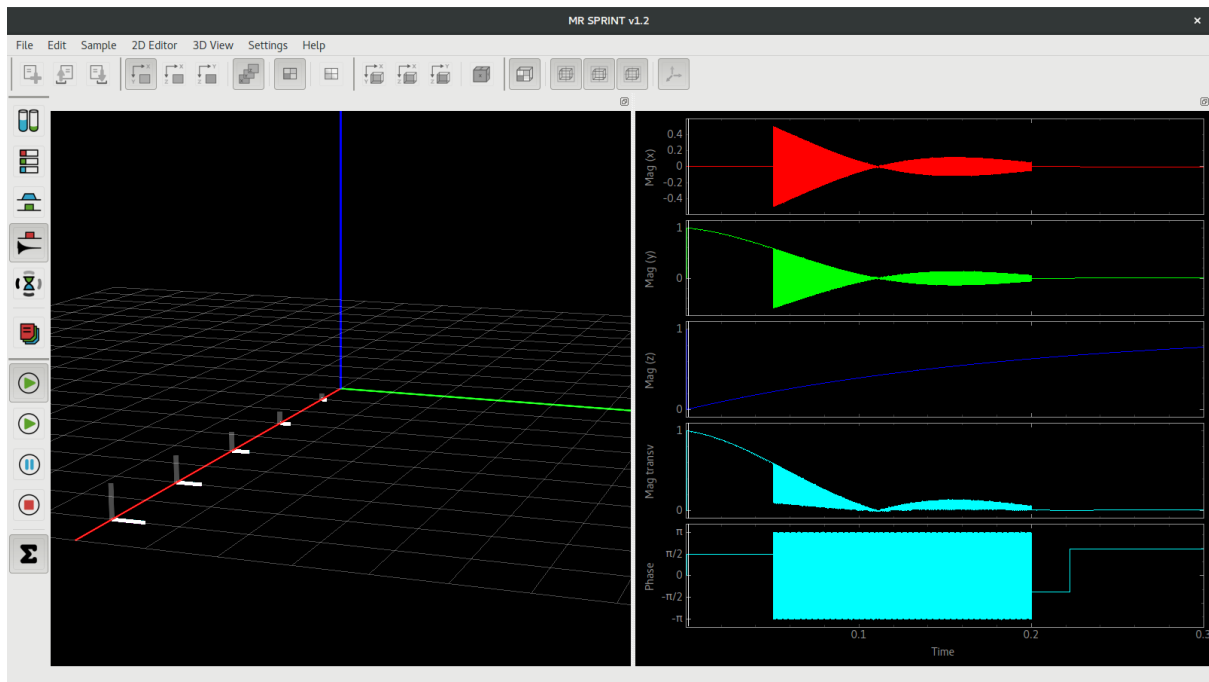 MR SPRINT v1.2
×
File Edit Sample 2D Editor 3D View Settings Help
0.4
0.2
0
-0.2
-0.4
Mag (x)
1
0
Mag (y)
1
0
Mag (z)
1
0
Mag transv
π
π/2
0
-π/2
-π
Phase
0.1 0.2 0.3
Time